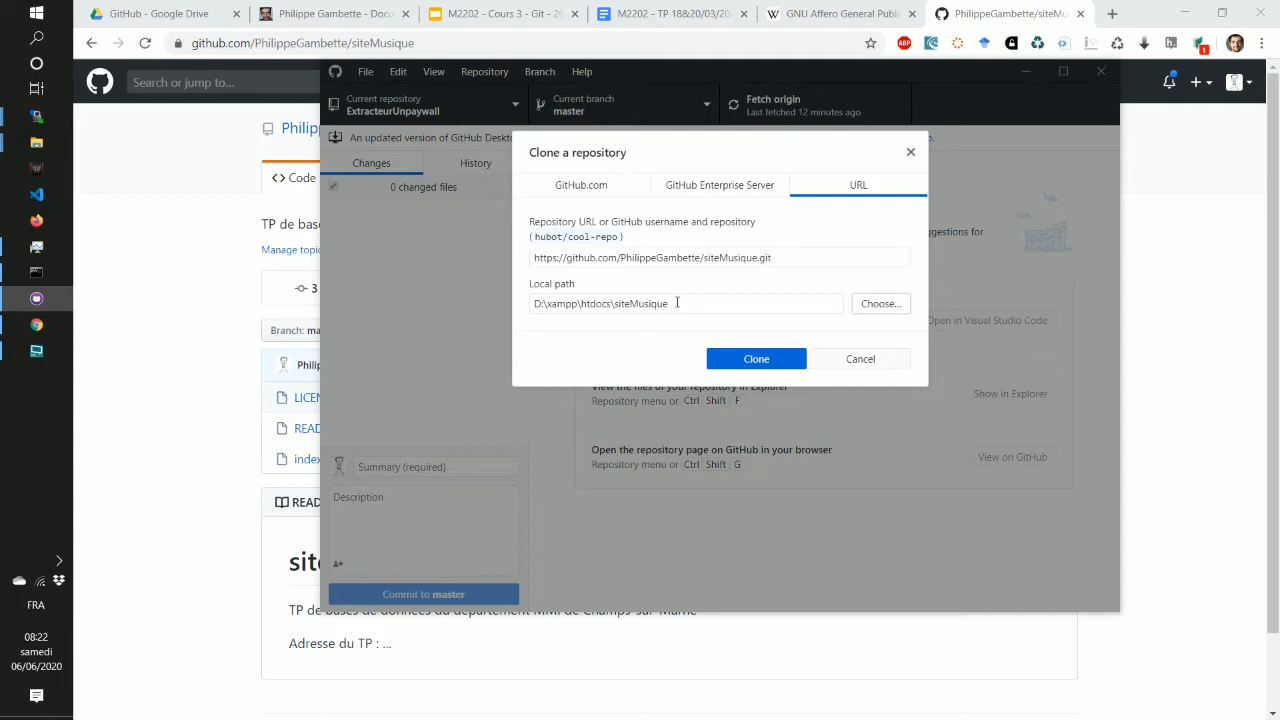 GitHub - Google Drive
Philippe Gambette - Docu
M2202 - Cours 3 - Git - 20
M2202 - TP 18&20/03/20
GNU Affero General Publi
PhilippeGambette/siteMu
github.com/PhilippeGambette/siteMusique
Search or jump to...
File Edit View Repository Branch Help
Current repository
ExtracteurUnpaywall
Current branch
master
Fetch origin
Last fetched 12 minutes ago
An updated version of GitHub Deskto
Changes
History
0 changed files
Clone a repository
GitHub.com
GitHub Enterprise Server
URL
Repository URL or GitHub username and repository
(hubot/cool-repo)
https://github.com/PhilippeGambette/siteMusique.git
Local path
D:\xampp\htdocs\siteMusique
Choose...
Clone
Cancel
ggestions for
Open in Visual Studio Code
View the files of your repository in Explorer
Repository menu or Ctrl Shift F
Show in Explorer
Open the repository page on GitHub in your browser
Repository menu or Ctrl Shift G
View on GitHub
Summary (required)
Description
Commit to master
Philip
Code
TP de base
Manage topic
3
Branch: ma
Philip
LICEN
READ
index
READ
site
TP de bases de données du département MMI de Champs-sur-Marne
Adresse du TP : ...
FRA
08:22
samedi
06/06/2020